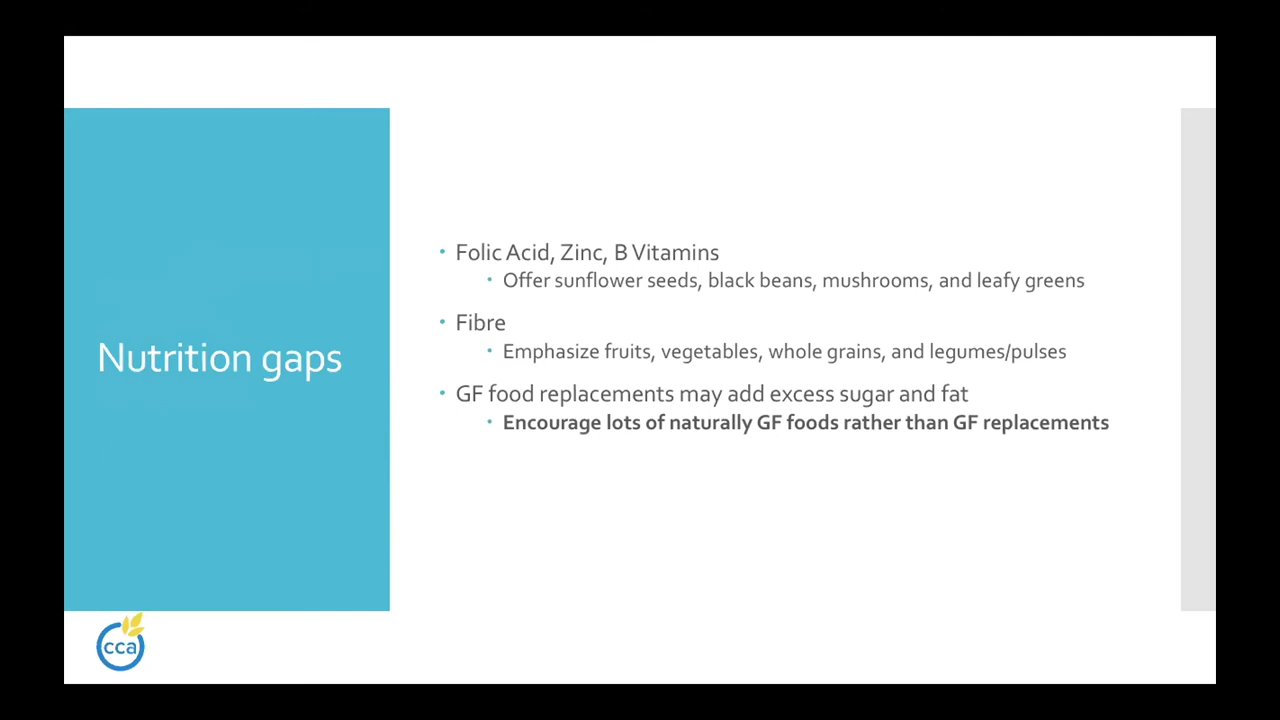 Nutrition gaps
Folic Acid, Zinc, B Vitamins
Offer sunflower seeds, black beans, mushrooms, and leafy greens
Fibre
Emphasize fruits, vegetables, whole grains, and legumes/pulses
GF food replacements may add excess sugar and fat
Encourage lots of naturally GF foods rather than GF replacements
cca